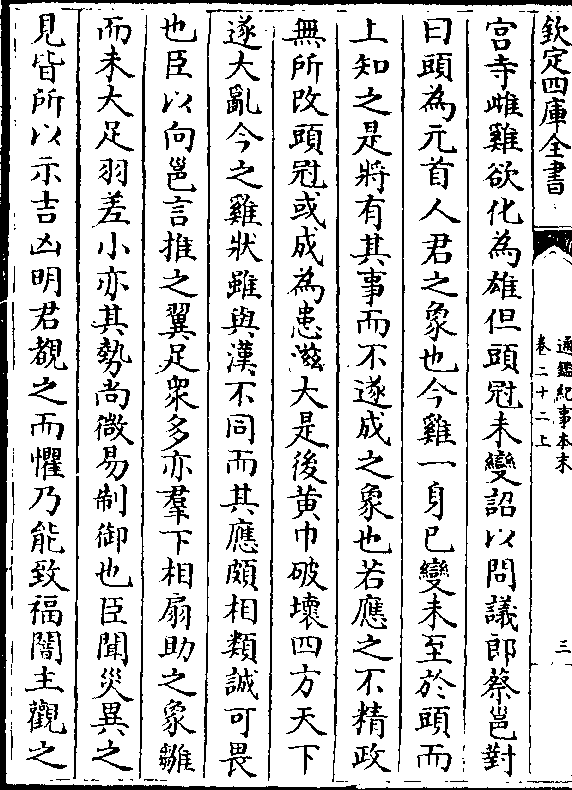 欽定四庫全書
通鑑紀事本末
卷二十二上
三
宫寺雌雞欲化為雄但頭冠未變詔以問議郎蔡邕對
曰頭為元首人君之象也今雞一身已變未至於頭而
上知之是將有其事而不遂成之象也若應之不精政
無所改頭冠或成為患滋大是後黄巾破壞四方天下
遂大亂今之雞狀雖與漢不同而其應頗相類誠可畏
也臣以向邕言推之翼足衆多亦羣下相扇助之象雛
而未大足羽差小亦其勢尚微易制御也臣聞災異之
見皆所以示吉凶明君覩之而懼乃能致福闇主觀之